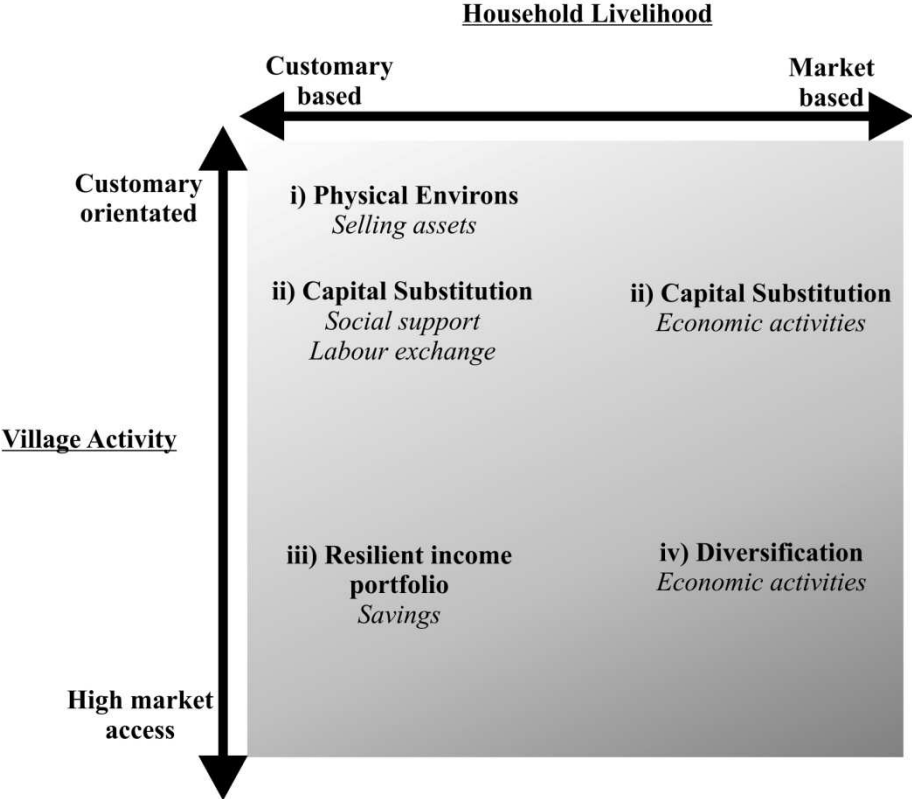 Household Livelihood
Customary
based
Market
based
Customary
orientated
i) Physical Environs
Selling assets
ii) Capital Substitution
Social support
Labour exchange
ii) Capital Substitution
Economic activities
Village Activity
iii) Resilient income
portfolio
Savings
iv) Diversification
Economic activities
High market
access